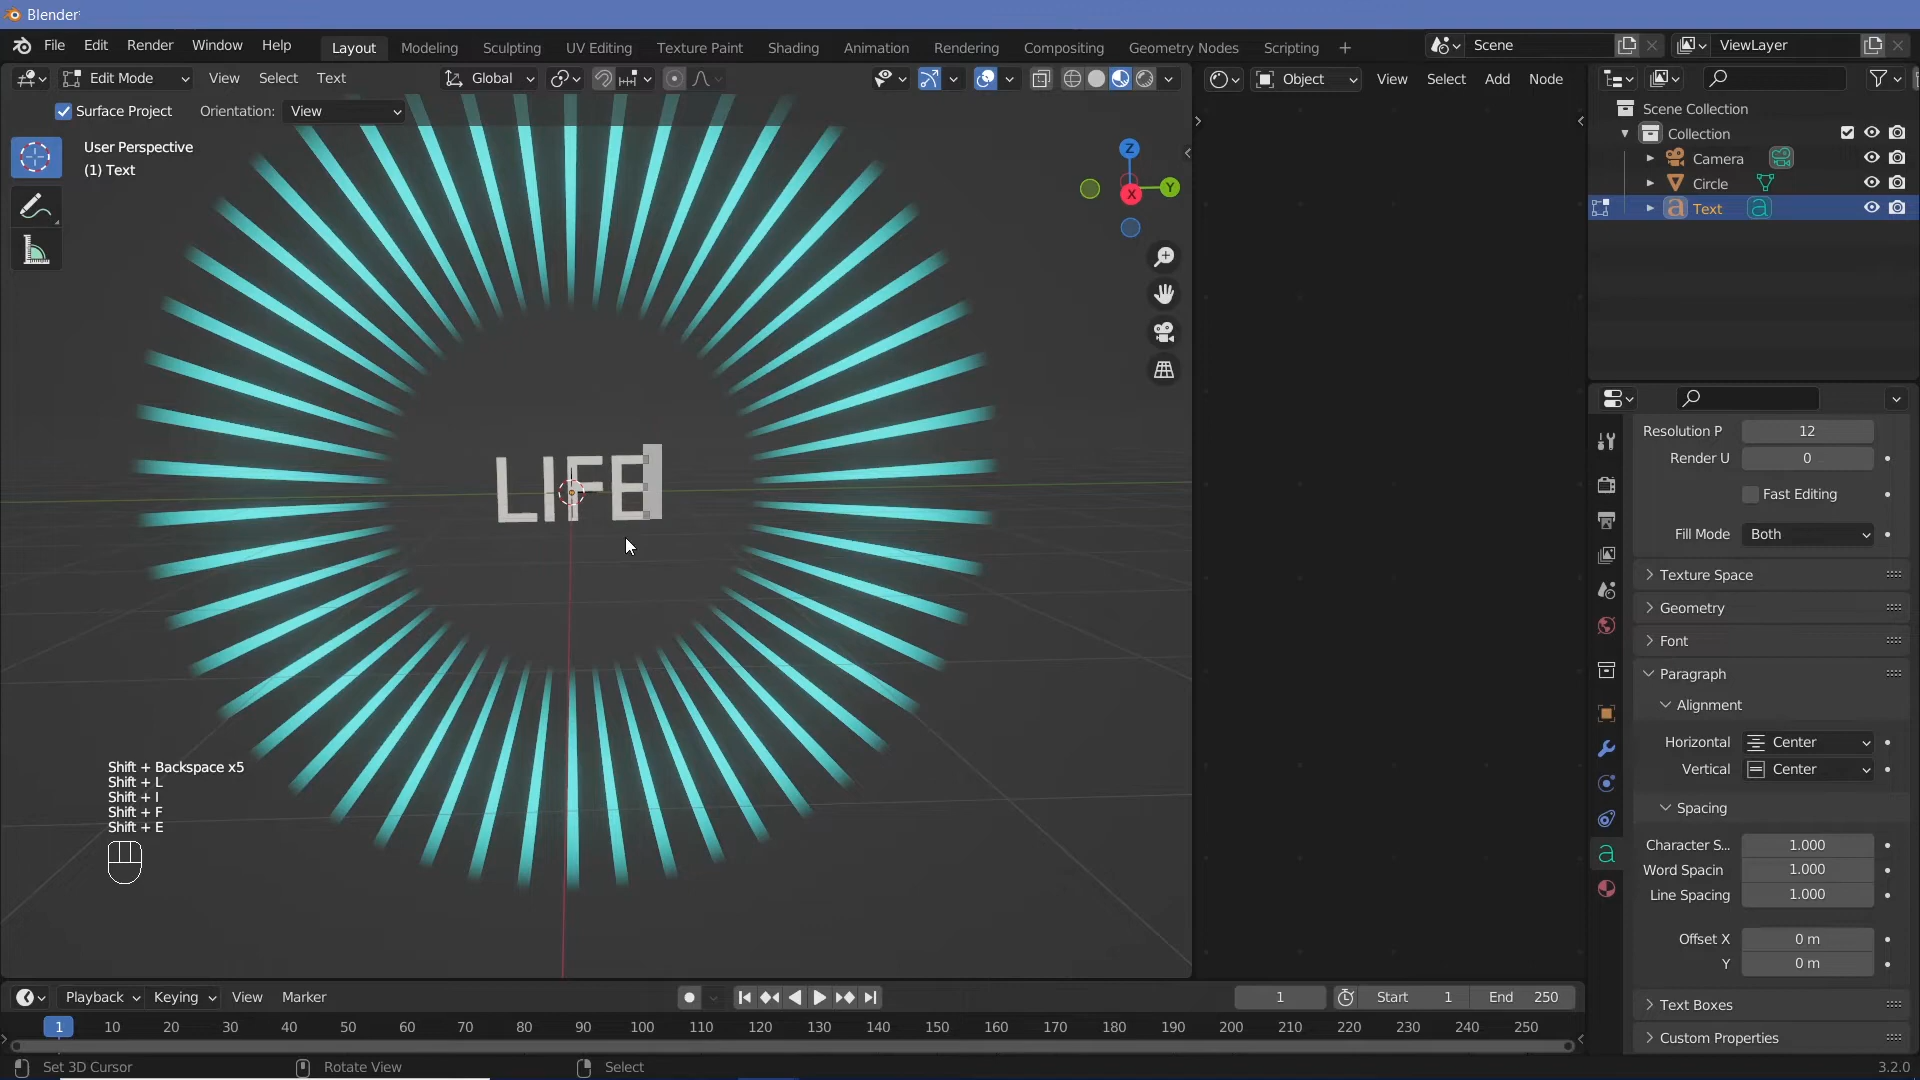 Blender
File Edit Render Window Help Layout Modeling Sculpting UV Editing Texture Paint Shading Animation Rendering Compositing Geometry Nodes Scripting + Scene ViewLayer
Edit Mode View Select Text Global Object View Select Add Node
Surface Project Orientation: View
User Perspective
(1) Text
Z
Y
X
Scene Collection
Collection
Camera
Circle
Text
LIFE
Shift + Backspace x5
Shift + L
Shift + I
Shift + F
Shift + E
Resolution P 12
Render U 0
Fast Editing
Fill Mode Both
Texture Space
Geometry
Font
Paragraph
Alignment
Horizontal Center
Vertical Center
Spacing
Character S... 1.000
Word Spacin 1.000
Line Spacing 1.000
Offset X 0 m
Y 0 m
Text Boxes
Custom Properties
Playback Keying View Marker 1 Start 1 End 250
1 10 20 30 40 50 60 70 80 90 100 110 120 130 140 150 160 170 180 190 200 210 220 230 240 250
Set 3D Cursor Rotate View Select 3.2.0